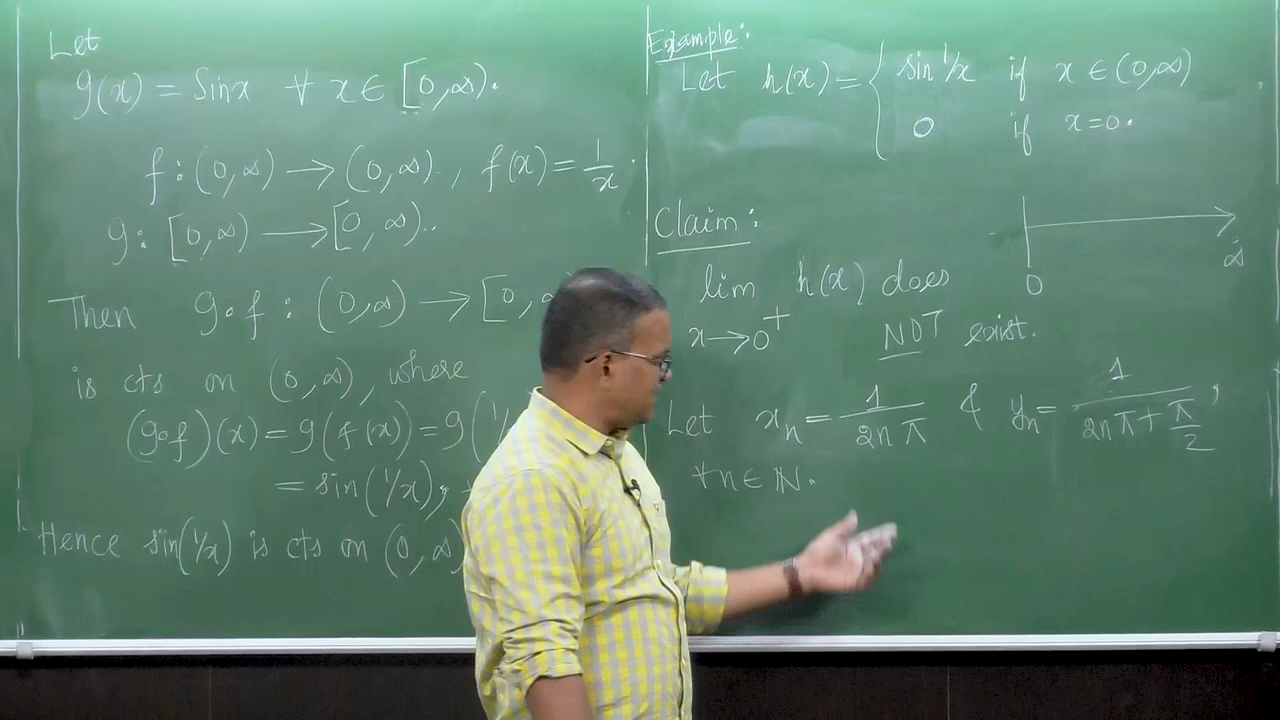 Let
g(x) = Sinx ∀ x ∈ [0,∞).
f : (0,∞) → (0,∞)., f(x) = 1/x.
g : [0,∞) → [0,∞).
Then g∘f : (0,∞) → [0,
is cts on (0,∞), where
(g∘f)(x) = g(f(x)) = g(1/
= sin(1/x),
Hence sin(1/x) is cts on (0,∞
Example:
Let h(x) = { sin 1/x if x ∈ (0,∞)
0 if x=0.
Claim:
0 ∞
lim h(x) does
x→0⁺ NOT exist.
Let xₙ = 1/2nπ & yₙ = 1/2nπ+π/2,
∀n ∈ ℕ.